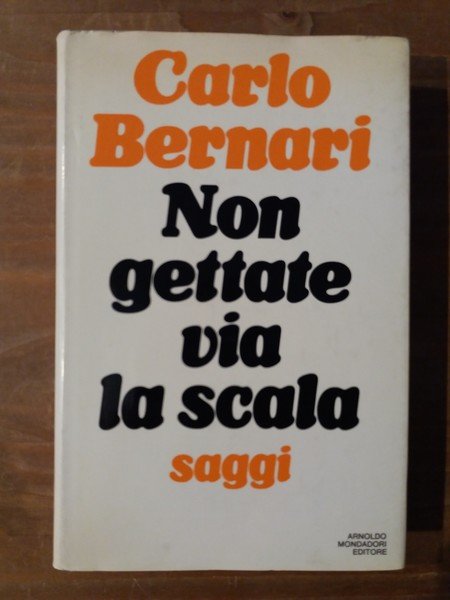 Carlo
Bernari
Non
gettate
via
la scala
saggi
ARNOLDO
MONDADORI
EDITORE